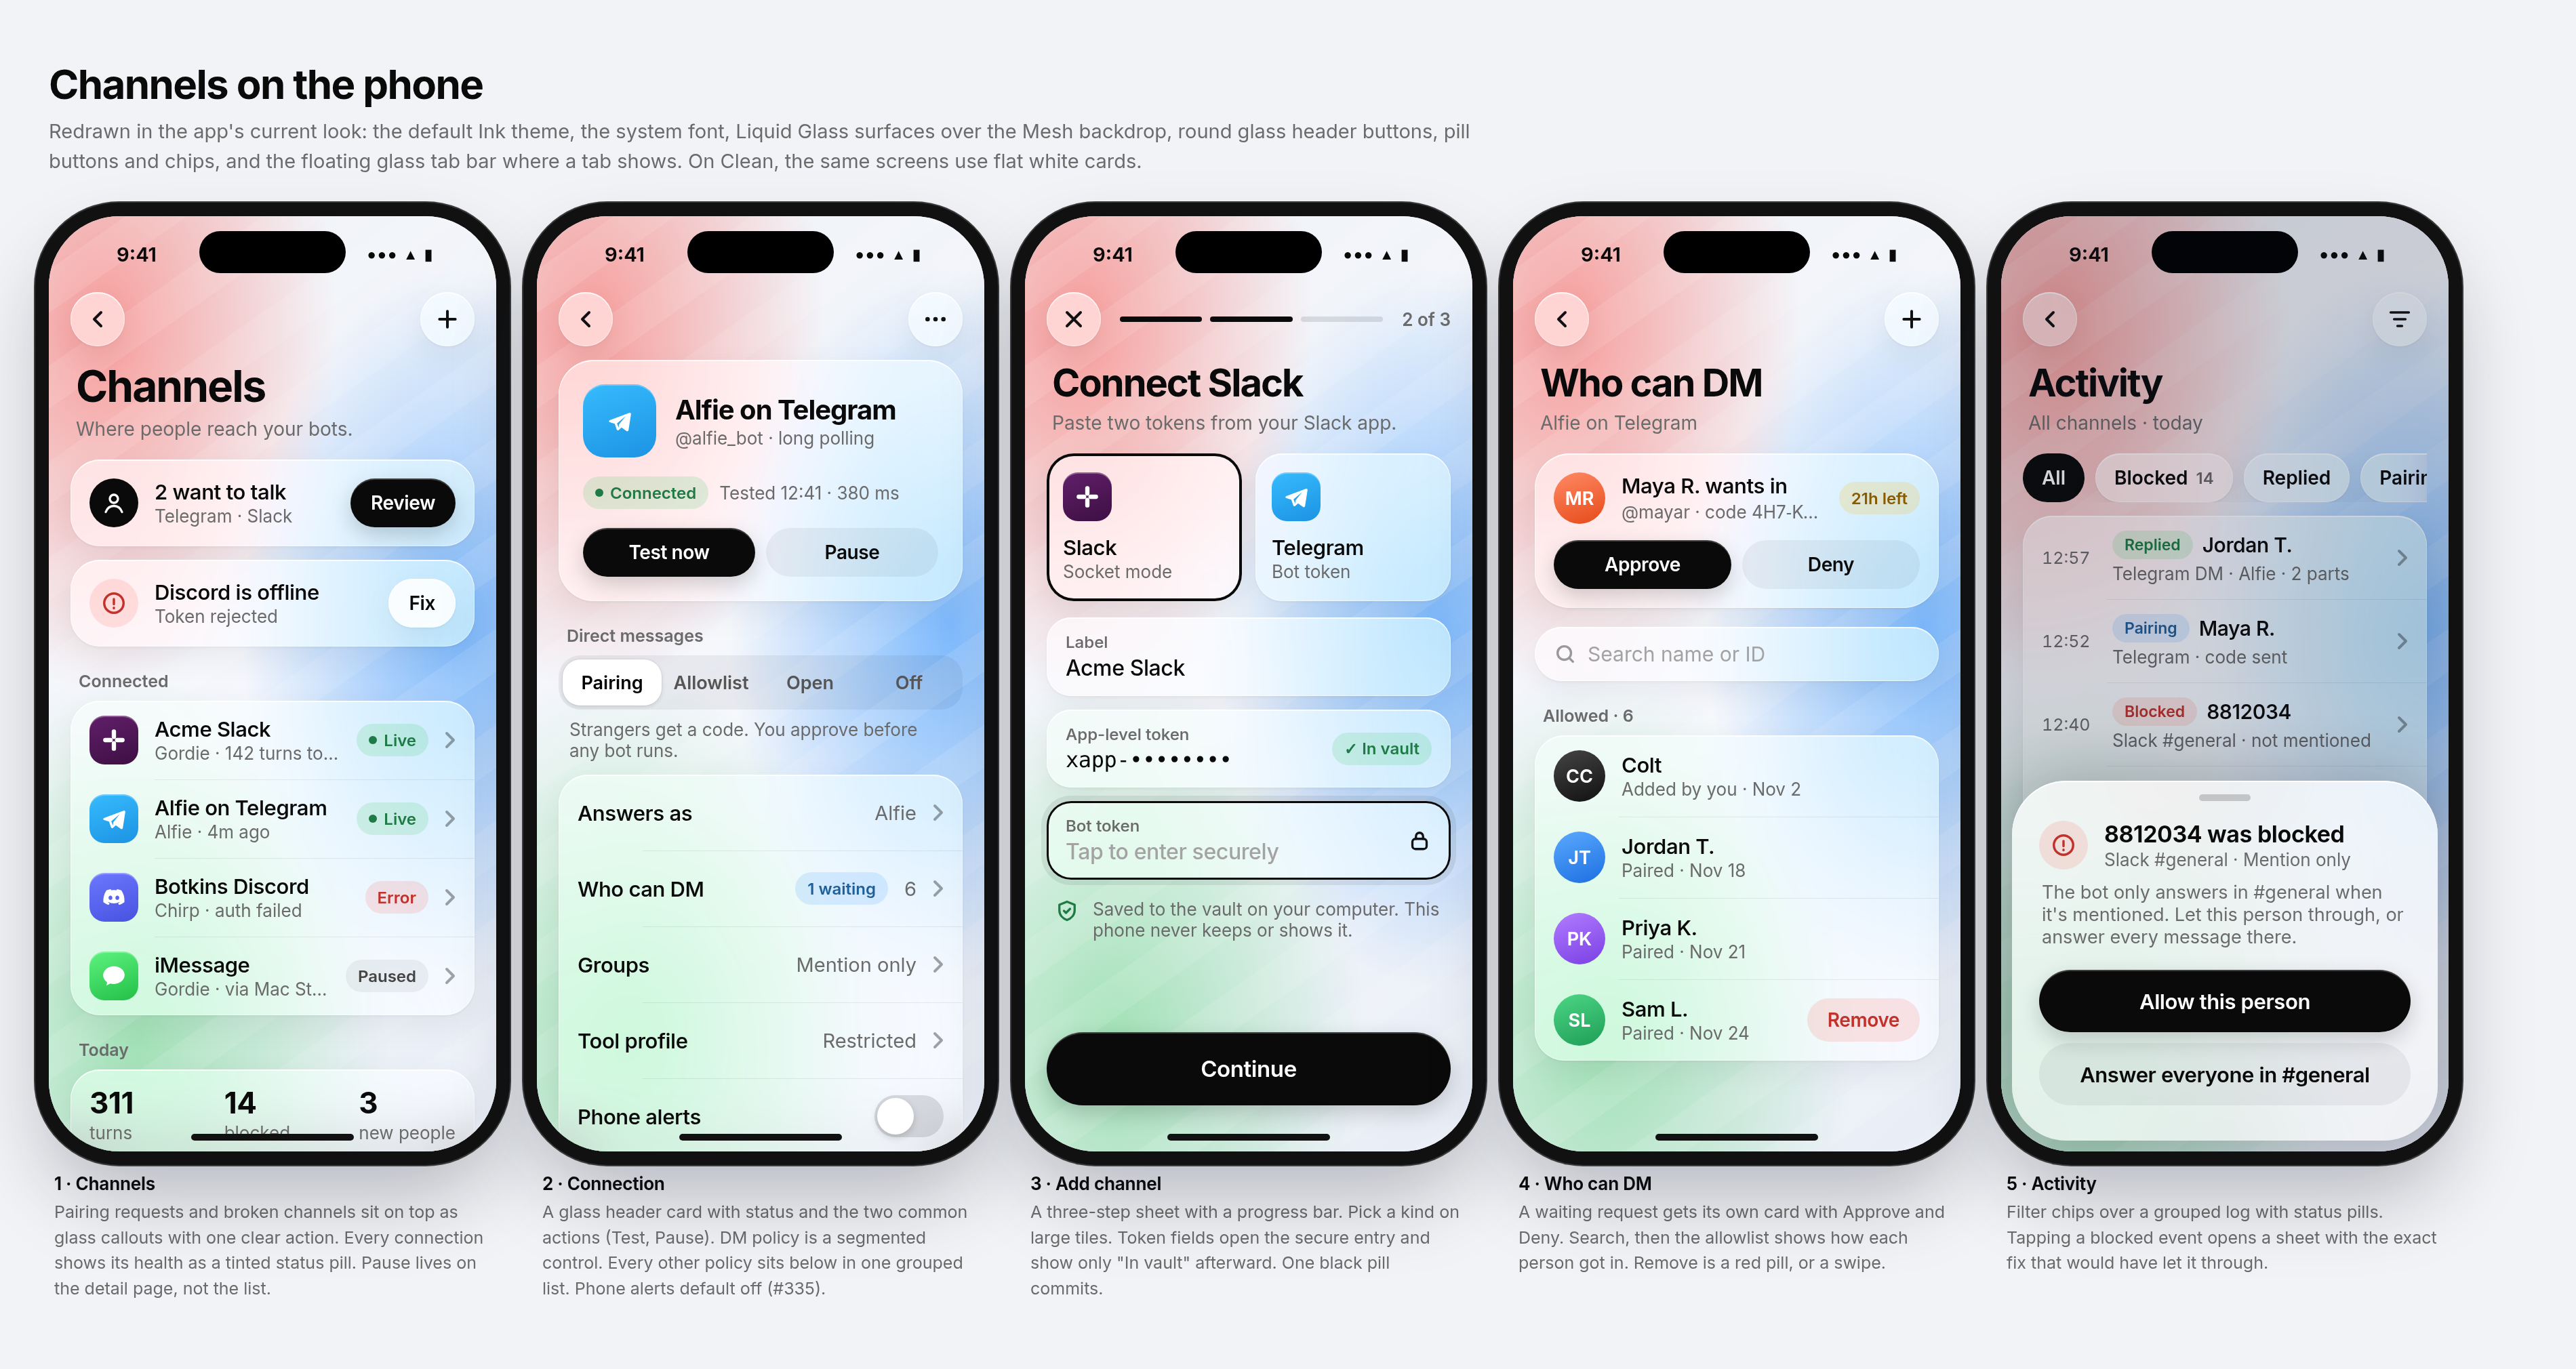 Channels on the phone
Redrawn in the app's current look: the default Ink theme, the system font, Liquid Glass surfaces over the Mesh backdrop, round glass header buttons, pill
buttons and chips, and the floating glass tab bar where a tab shows. On Clean, the same screens use flat white cards.
9:41
Channels
Where people reach your bots.
2 want to talk
Telegram · Slack
Review
Discord is offline
Token rejected
Fix
Connected
Acme Slack
Gordie · 142 turns to...
Live
Alfie on Telegram
Alfie · 4m ago
Live
Botkins Discord
Chirp · auth failed
Error
iMessage
Gordie · via Mac St...
Paused
Today
311
turns
14
blocked
3
new people
1 · Channels
Pairing requests and broken channels sit on top as
glass callouts with one clear action. Every connection
shows its health as a tinted status pill. Pause lives on
the detail page, not the list.
9:41
Alfie on Telegram
@alfie_bot · long polling
Connected
Tested 12:41 · 380 ms
Test now
Pause
Direct messages
Pairing
Allowlist
Open
Off
Strangers get a code. You approve before
any bot runs.
Answers as
Alfie
Who can DM
1 waiting
6
Groups
Mention only
Tool profile
Restricted
Phone alerts
2 · Connection
A glass header card with status and the two common
actions (Test, Pause). DM policy is a segmented
control. Every other policy sits below in one grouped
list. Phone alerts default off (#335).
9:41
2 of 3
Connect Slack
Paste two tokens from your Slack app.
Slack
Socket mode
Telegram
Bot token
Label
Acme Slack
App-level token
xapp-••••••••
✓ In vault
Bot token
Tap to enter securely
Saved to the vault on your computer. This
phone never keeps or shows it.
Continue
3 · Add channel
A three-step sheet with a progress bar. Pick a kind on
large tiles. Token fields open the secure entry and
show only "In vault" afterward. One black pill
commits.
9:41
Who can DM
Alfie on Telegram
MR
Maya R. wants in
@mayar · code 4H7-K...
21h left
Approve
Deny
Search name or ID
Allowed · 6
CC
Colt
Added by you · Nov 2
JT
Jordan T.
Paired · Nov 18
PK
Priya K.
Paired · Nov 21
SL
Sam L.
Paired · Nov 24
Remove
4 · Who can DM
A waiting request gets its own card with Approve and
Deny. Search, then the allowlist shows how each
person got in. Remove is a red pill, or a swipe.
9:41
Activity
All channels · today
All
Blocked 14
Replied
Pairin
12:57
Replied
Jordan T.
Telegram DM · Alfie · 2 parts
12:52
Pairing
Maya R.
Telegram · code sent
12:40
Blocked
8812034
Slack #general · not mentioned
8812034 was blocked
Slack #general · Mention only
The bot only answers in #general when
it's mentioned. Let this person through, or
answer every message there.
Allow this person
Answer everyone in #general
5 · Activity
Filter chips over a grouped log with status pills.
Tapping a blocked event opens a sheet with the exact
fix that would have let it through.